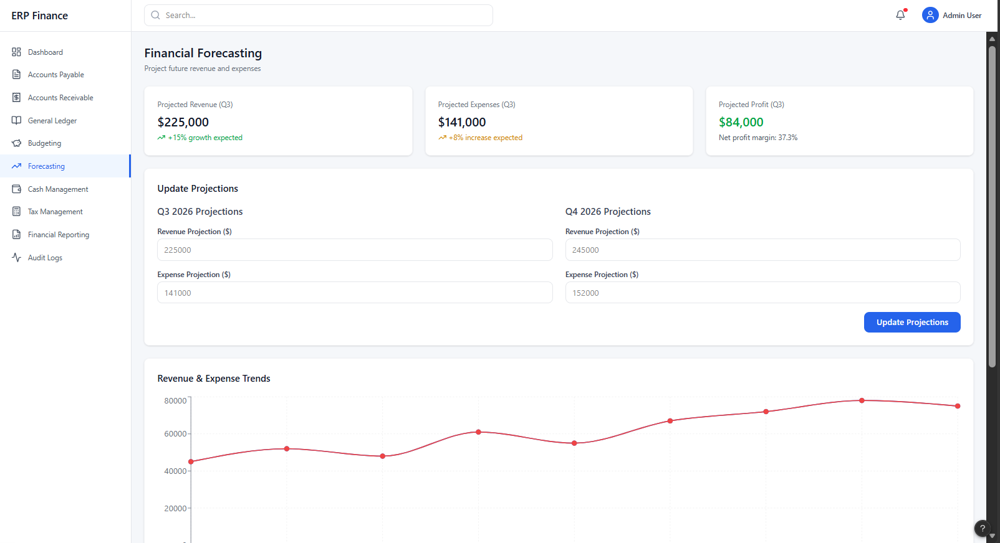 ERP Finance
Search...
Admin User
Dashboard
Accounts Payable
Accounts Receivable
General Ledger
Budgeting
Forecasting
Cash Management
Tax Management
Financial Reporting
Audit Logs
Financial Forecasting
Project future revenue and expenses
Projected Revenue (Q3)
$225,000
+15% growth expected
Projected Expenses (Q3)
$141,000
+8% increase expected
Projected Profit (Q3)
$84,000
Net profit margin: 37.3%
Update Projections
Q3 2026 Projections
Revenue Projection ($)
225000
Expense Projection ($)
141000
Q4 2026 Projections
Revenue Projection ($)
245000
Expense Projection ($)
152000
Update Projections
Revenue & Expense Trends
80000
60000
40000
20000
?